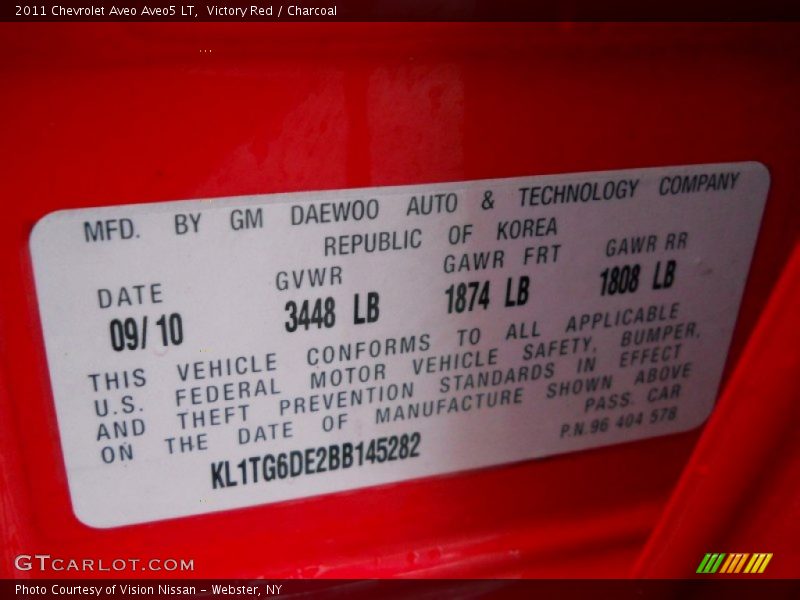 2011 Chevrolet Aveo Aveo5 LT,  Victory Red / Charcoal
MFD. BY GM DAEWOO AUTO & TECHNOLOGY COMPANY
REPUBLIC OF KOREA
DATE GVWR GAWR FRT GAWR RR
09/10 3448 LB 1874 LB 1808 LB
THIS VEHICLE CONFORMS TO ALL APPLICABLE
U.S. FEDERAL MOTOR VEHICLE SAFETY, BUMPER,
AND THEFT PREVENTION STANDARDS IN EFFECT
ON THE DATE OF MANUFACTURE SHOWN ABOVE
PASS. CAR
KL1TG6DE2BB145282 P.N.96 404 578
GTCARLOT.COM
Photo Courtesy of Vision Nissan - Webster, NY